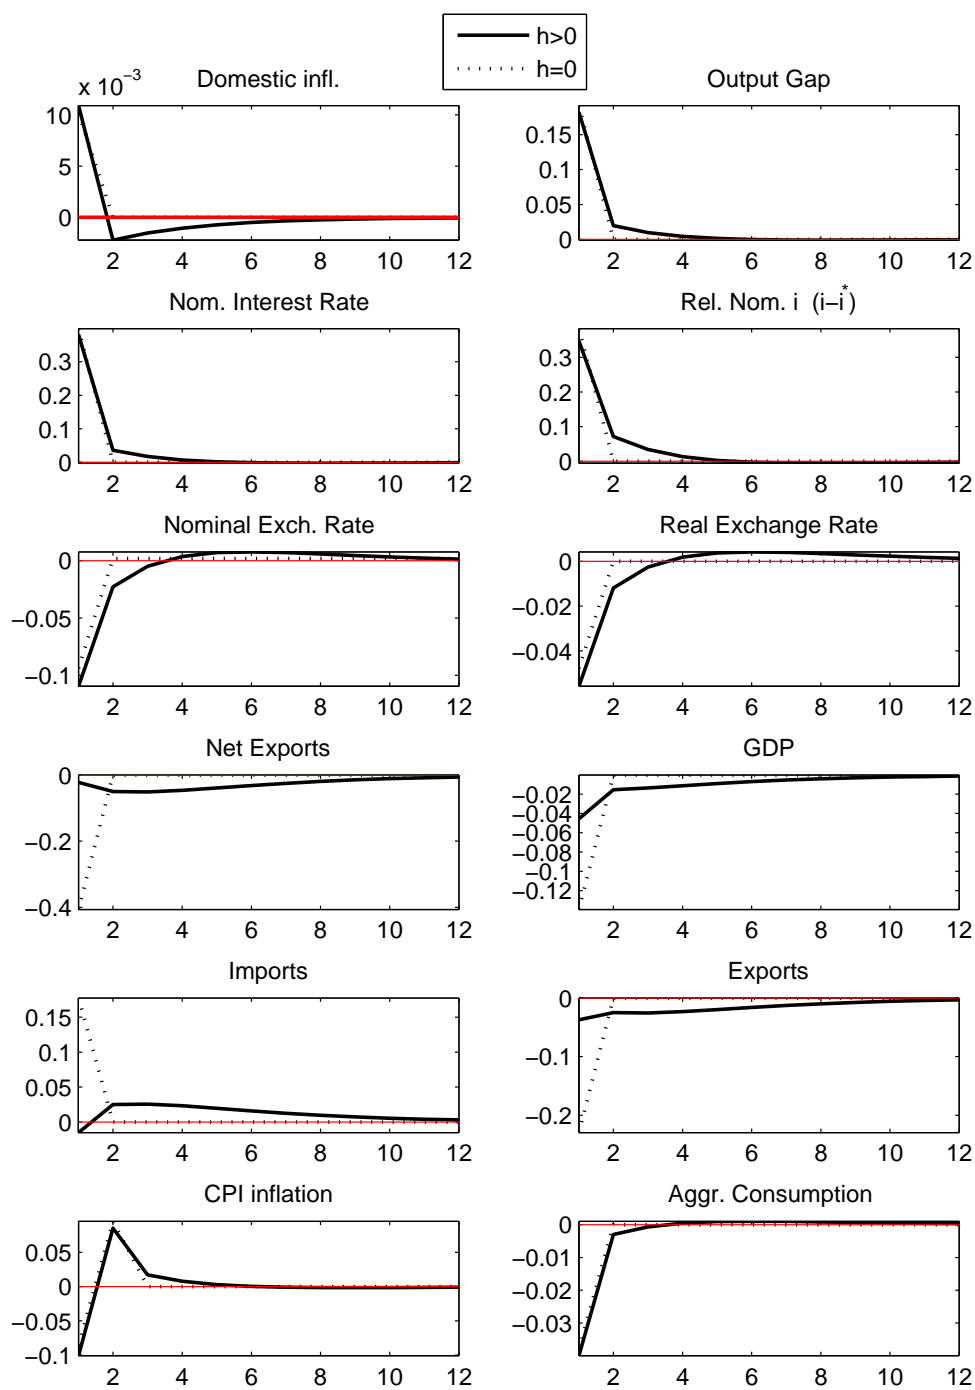 h>0
h=0
x 10⁻³
Domestic infl.
10
5
0
2 4 6 8 10 12
Output Gap
0.15
0.1
0.05
0
2 4 6 8 10 12
Nom. Interest Rate
0.3
0.2
0.1
0
2 4 6 8 10 12
Rel. Nom. i (i−i*)
0.3
0.2
0.1
0
2 4 6 8 10 12
Nominal Exch. Rate
0
−0.05
−0.1
2 4 6 8 10 12
Real Exchange Rate
0
−0.02
−0.04
2 4 6 8 10 12
Net Exports
0
−0.2
−0.4
2 4 6 8 10 12
GDP
−0.02
−0.04
−0.06
−0.08
−0.1
−0.12
2 4 6 8 10 12
Imports
0.15
0.1
0.05
0
2 4 6 8 10 12
Exports
0
−0.1
−0.2
2 4 6 8 10 12
CPI inflation
0.05
0
−0.05
−0.1
2 4 6 8 10 12
Aggr. Consumption
0
−0.01
−0.02
−0.03
2 4 6 8 10 12